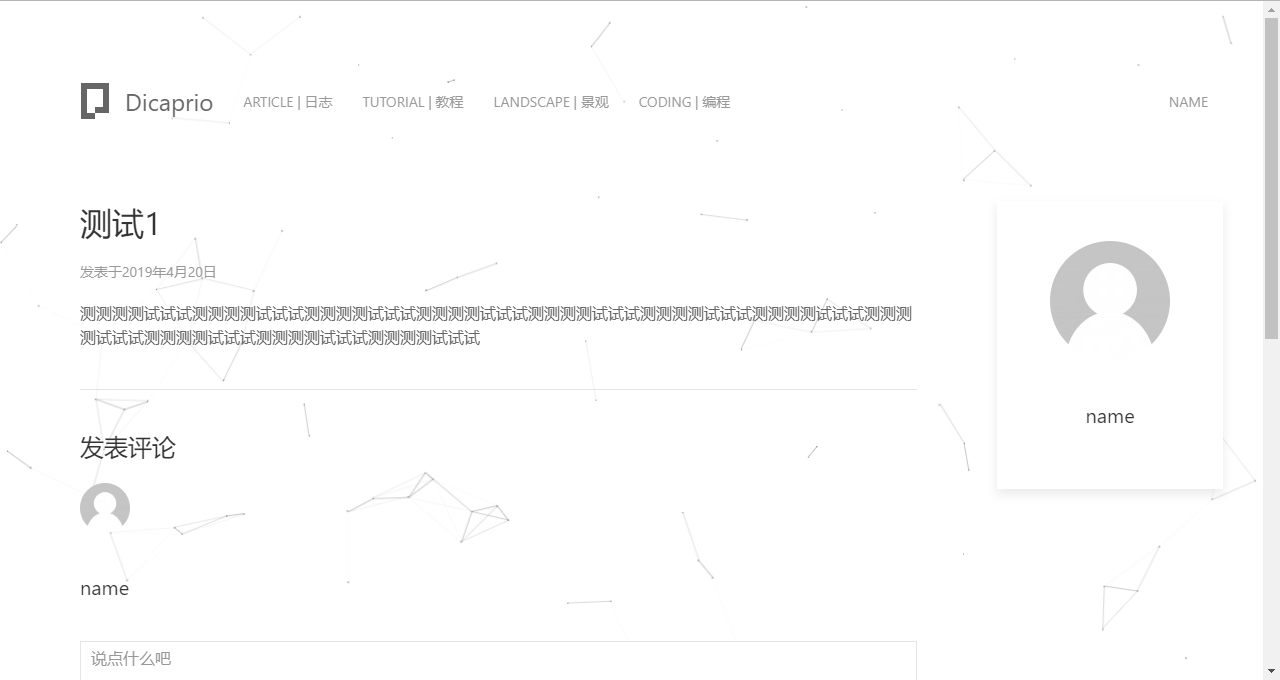 Dicaprio ARTICLE | 日志 TUTORIAL | 教程 LANDSCAPE | 景观 CODING | 编程 NAME
测试1
发表于2019年4月20日
测测测测试试试测测测测试试试测测测测试试试测测测测试试试测测测测试试试测测测测试试试测测测测试试试测测测
测试试试测测测测试试试测测测测试试试测测测测试试试
name
发表评论
name
说点什么吧